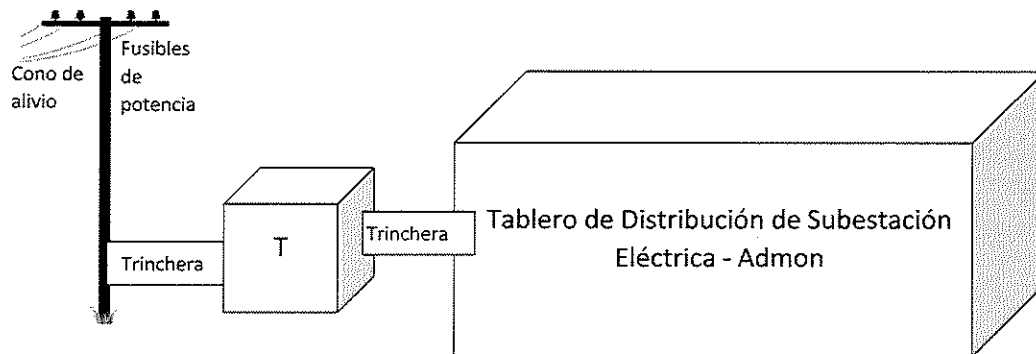 Fusibles
de
potencia
Cono de
alivio
Trinchera
T
Trinchera
Tablero de Distribución de Subestación
Eléctrica - Admon